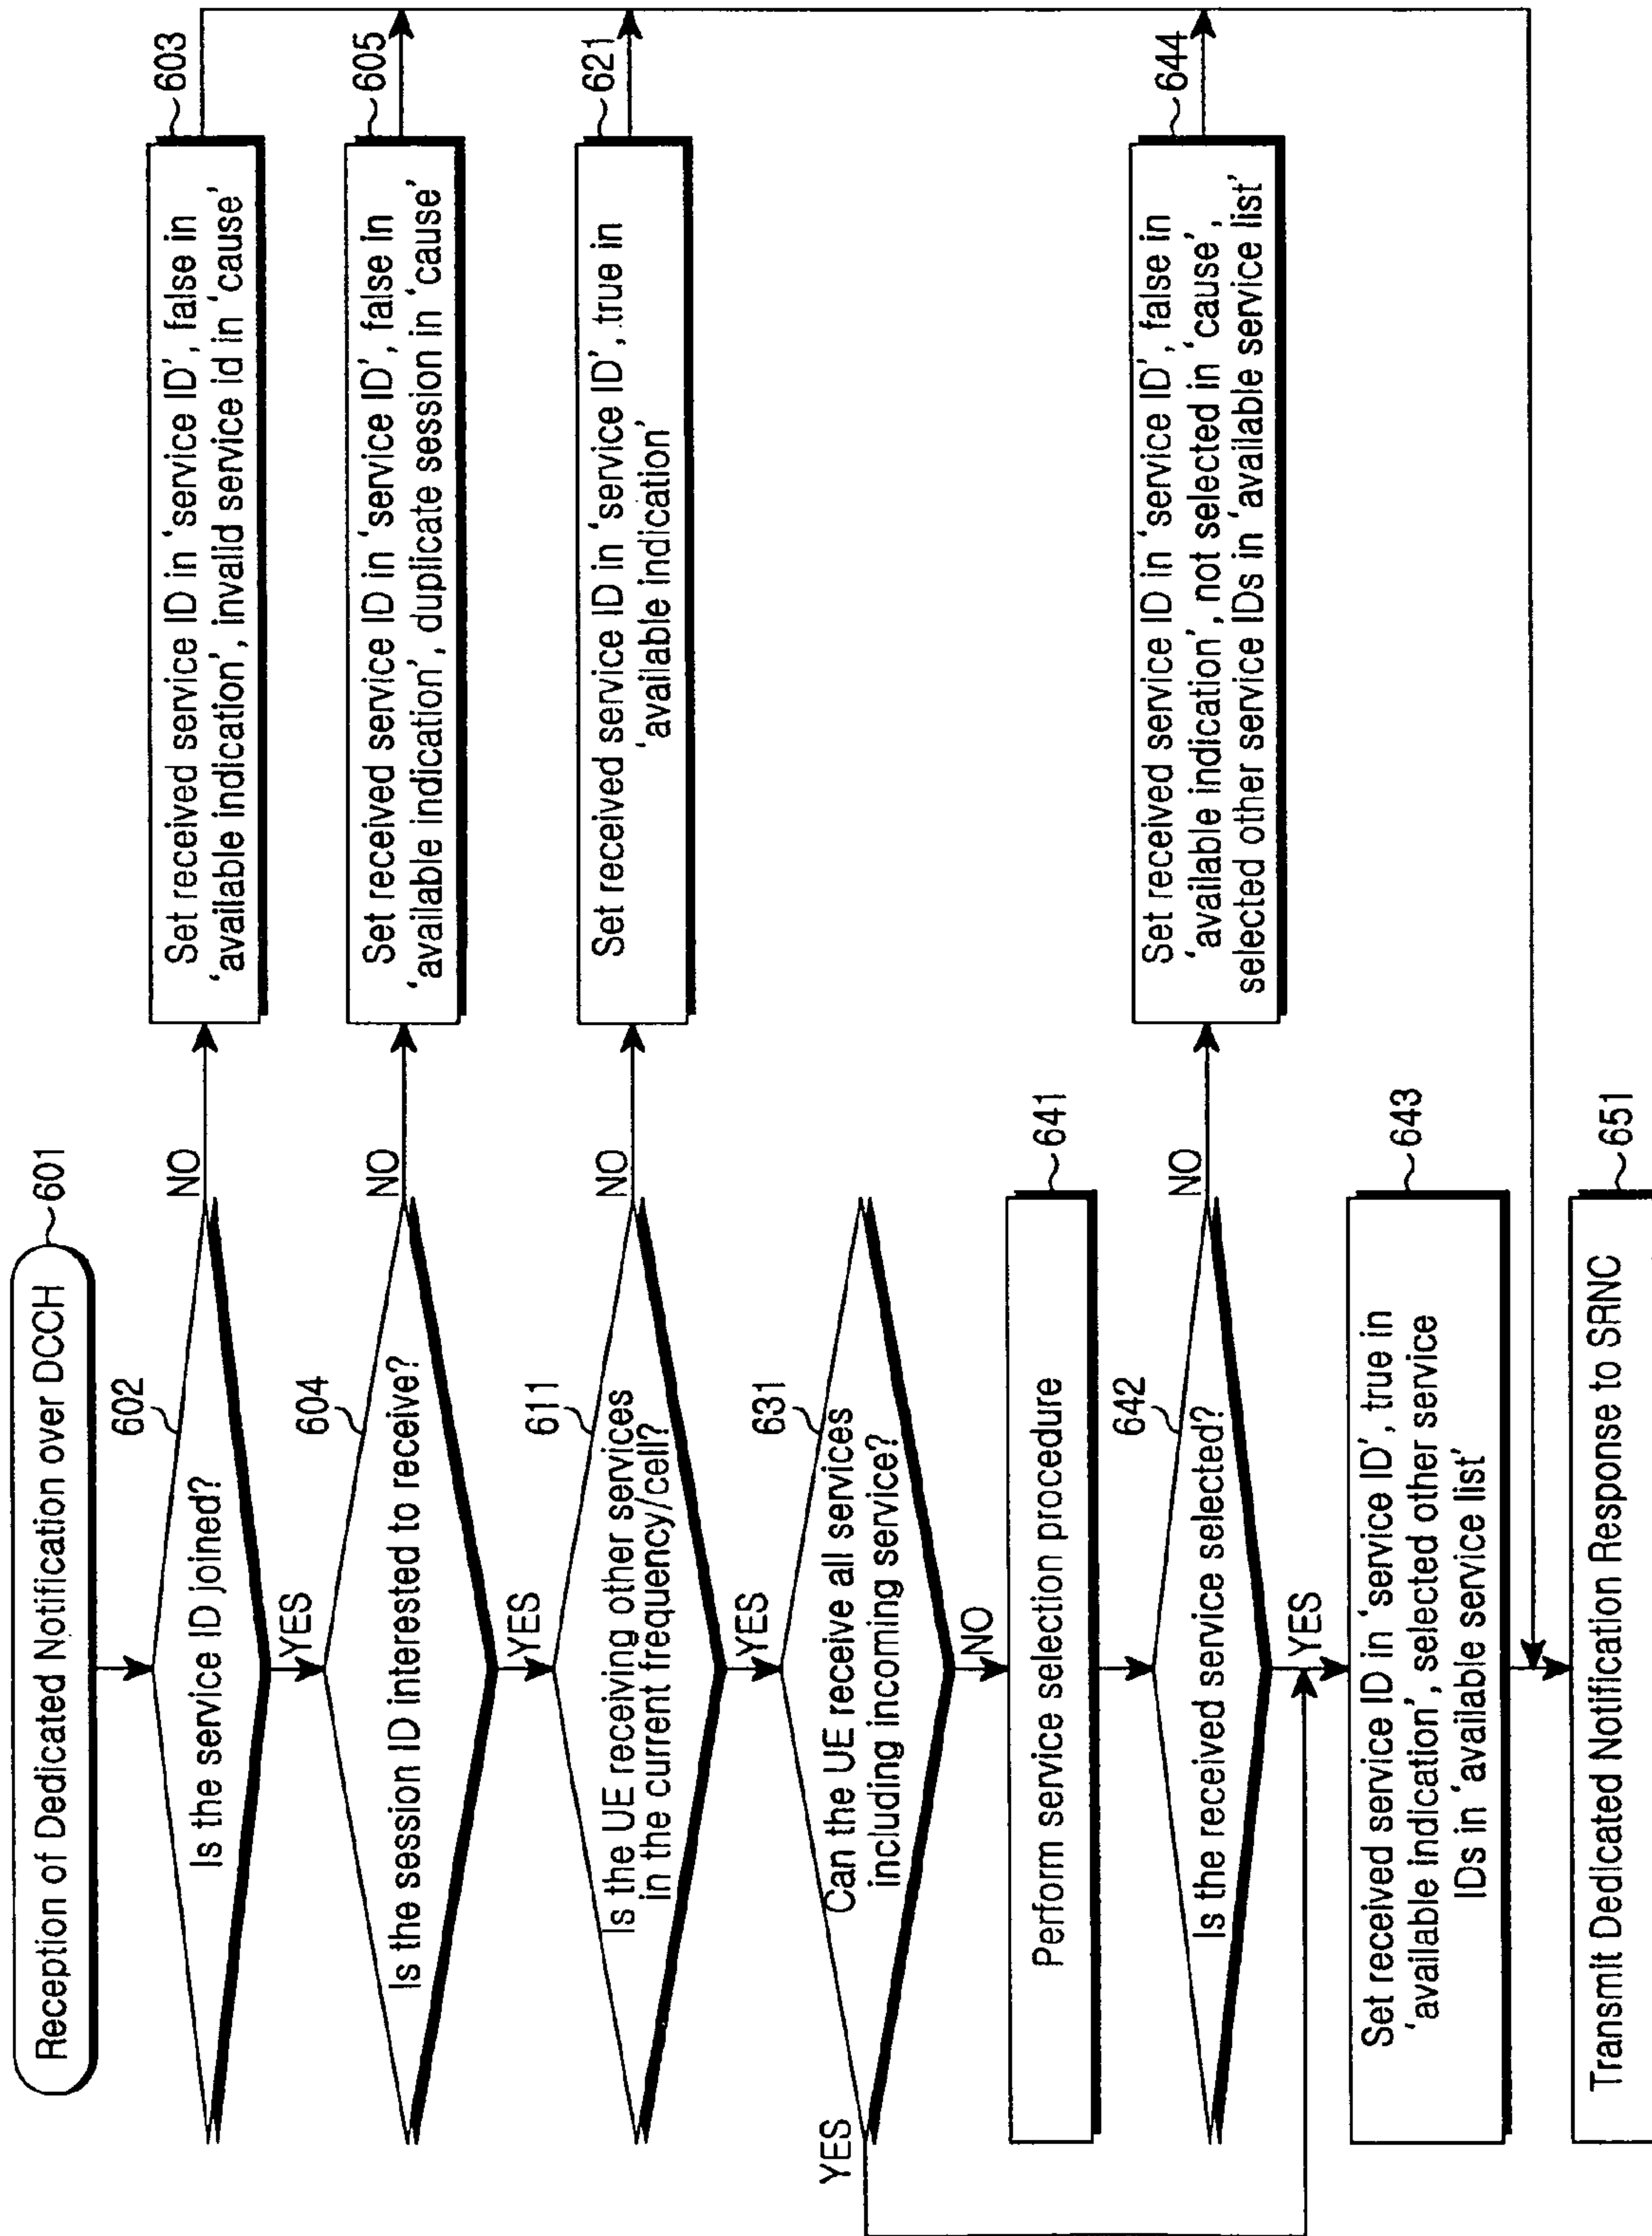 Reception of Dedicated Notification over DCCH
601
602
Is the service ID joined?
NO
Set received service ID in 'service ID', false in
'available indication', invalid service id in 'cause'
603
YES
604
Is the session ID interested to receive?
NO
Set received service ID in 'service ID', false in
'available indication', duplicate session in 'cause'
605
YES
611
Is the UE receiving other services
in the current frequency/cell?
NO
Set received service ID in 'service ID', true in
'available indication'
621
YES
631
Can the UE receive all services
including incoming service?
YES
NO
Perform service selection procedure
641
642
Is the received service selected?
NO
Set received service ID in 'service ID', false in
'available indication', not selected in 'cause',
selected other service IDs in 'available service list'
644
YES
Set received service ID in 'service ID', true in
'available indication', selected other service
IDs in 'available service list'
643
Transmit Dedicated Notification Response to SRNC
651